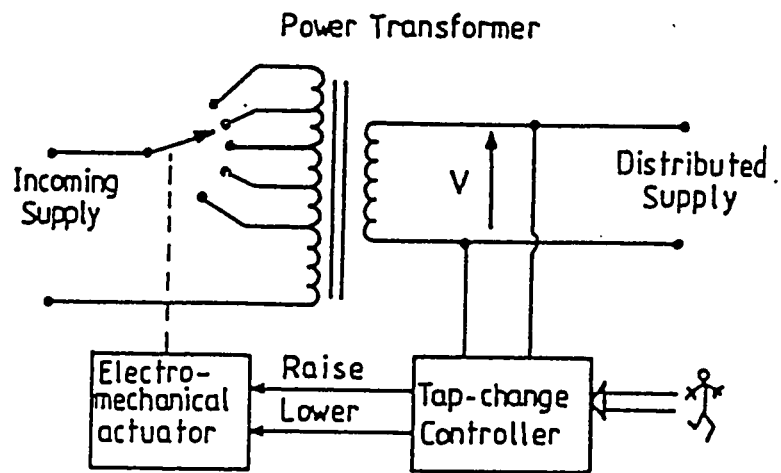 Power Transformer
Incoming
Supply
V
Distributed
Supply
Electro-
mechanical
actuator
Raise
Lower
Tap-change
Controller